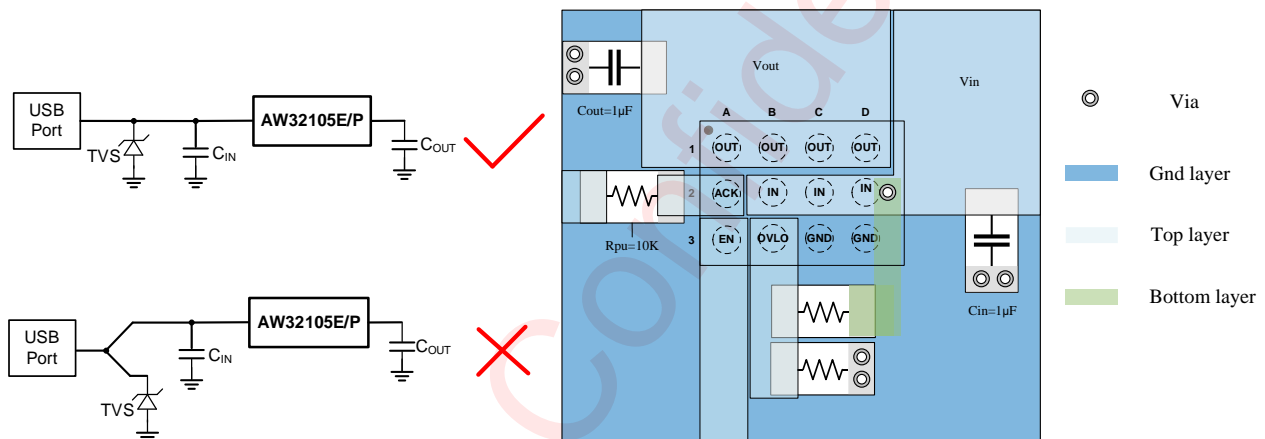 USB
Port
TVS
CIN
AW32105E/P
COUT
USB
Port
TVS
CIN
AW32105E/P
COUT
Vout
Vin
Cout=1µF
A B C D
1 OUT OUT OUT OUT
2 ACK IN IN IN
Rpu=10K
3 EN OVLO GND GND
Cin=1µF
Via
Gnd layer
Top layer
Bottom layer
Confide